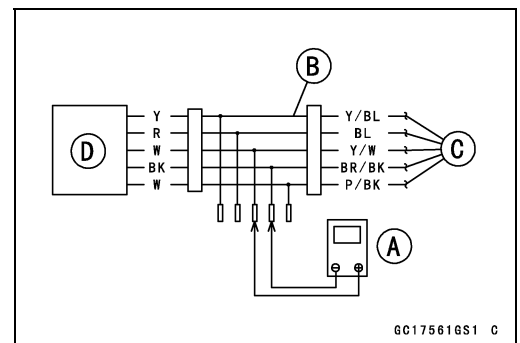 B
Y Y/BL
R BL
D W Y/W C
BK BR/BK
W P/BK
A
⊖ ⊕
GC17561GS1 C